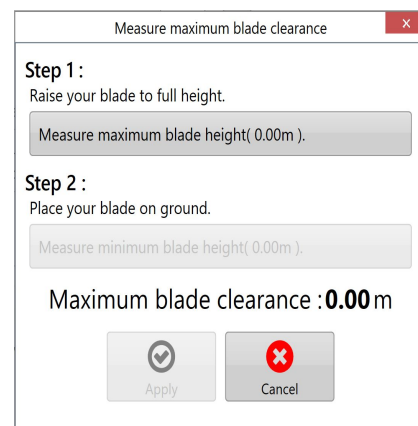 Measure maximum blade clearance
Step 1 :
Raise your blade to full height.
Measure maximum blade height( 0.00m ).
Step 2 :
Place your blade on ground.
Measure minimum blade height( 0.00m ).
Maximum blade clearance : 0.00 m
Apply
Cancel